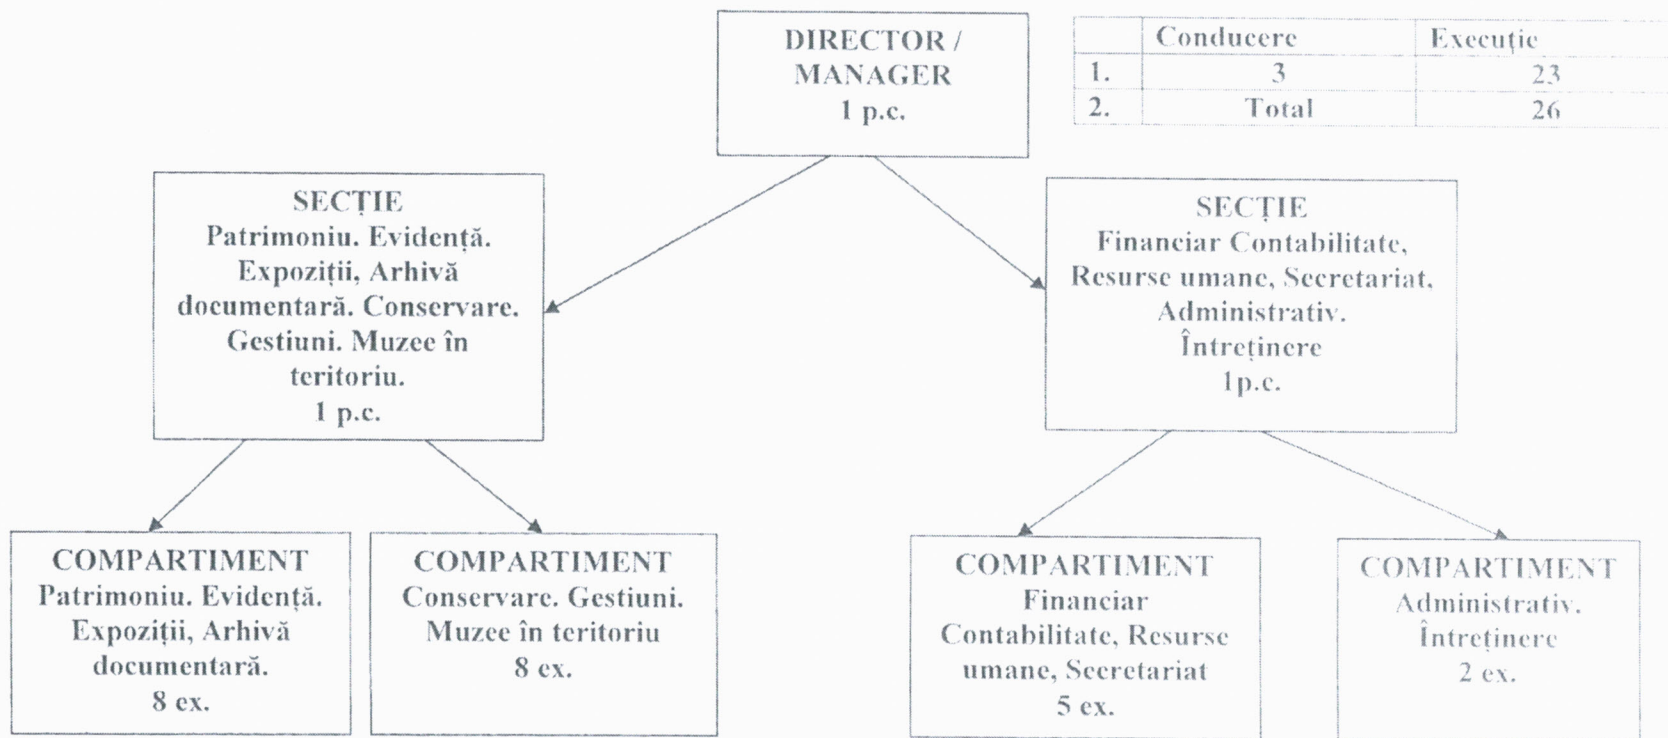 DIRECTOR /
MANAGER
1 p.c.
Conducere Execuție
1. 3 23
2. Total 26
SECȚIE
Patrimoniu. Evidență.
Expoziții, Arhivă
documentară. Conservare.
Gestiuni. Muzee în
teritoriu.
1 p.c.
SECȚIE
Financiar Contabilitate,
Resurse umane, Secretariat,
Administrativ.
Întreținere
1p.c.
COMPARTIMENT
Patrimoniu. Evidență.
Expoziții, Arhivă
documentară.
8 ex.
COMPARTIMENT
Conservare. Gestiuni.
Muzee în teritoriu
8 ex.
COMPARTIMENT
Financiar
Contabilitate, Resurse
umane, Secretariat
5 ex.
COMPARTIMENT
Administrativ.
Întreținere
2 ex.